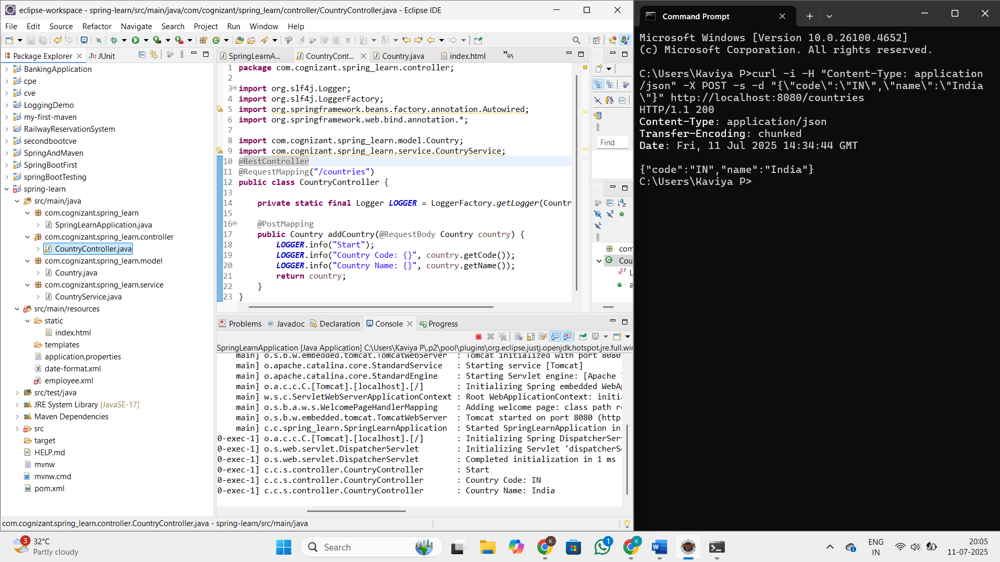 eclipse-workspace - spring-learn/src/main/java/com/cognizant/spring_learn/controller/CountryController.java - Eclipse IDE
File Edit Source Refactor Navigate Search Project Run Window Help
Package Explorer
JUnit
BankingApplication
cpe
cve
LoggingDemo
my-first-maven
RailwayReservationSystem
secondbootcve
SpringAndMaven
SpringBootFirst
springBootTesting
spring-learn
src/main/java
com.cognizant.spring_learn
SpringLearnApplication.java
com.cognizant.spring_learn.controller
CountryController.java
com.cognizant.spring_learn.model
Country.java
com.cognizant.spring_learn.service
CountryService.java
src/main/resources
static
index.html
templates
application.properties
date-format.xml
employee.xml
src/test/java
JRE System Library [JavaSE-17]
Maven Dependencies
src
target
HELP.md
mvnw
mvnw.cmd
pom.xml
SpringLearnA... CountryCont... Country.java index.html »95
1 package com.cognizant.spring_learn.controller;
2
3 import org.slf4j.Logger;
4 import org.slf4j.LoggerFactory;
5 import org.springframework.beans.factory.annotation.Autowired;
6 import org.springframework.web.bind.annotation.*;
7
8 import com.cognizant.spring_learn.model.Country;
9 import com.cognizant.spring_learn.service.CountryService;
10 @RestController
11 @RequestMapping("/countries")
12 public class CountryController {
13
14 private static final Logger LOGGER = LoggerFactory.getLogger(Countr
15
16 @PostMapping
17 public Country addCountry(@RequestBody Country country) {
18 LOGGER.info("Start");
19 LOGGER.info("Country Code: {}", country.getCode());
20 LOGGER.info("Country Name: {}", country.getName());
21 return country;
22 }
23 }
Find
com
Cou
L
a
Problems @ Javadoc Declaration Console Progress
SpringLearnApplication [Java Application] C:\Users\Kaviya P\.p2\pool\plugins\org.eclipse.justj.openjdk.hotspot.jre.full.wi
main] o.s.b.w.embedded.tomcat.TomcatWebServer : Tomcat initialized with port 8080
main] o.apache.catalina.core.StandardService : Starting service [Tomcat]
main] o.apache.catalina.core.StandardEngine : Starting Servlet engine: [Apache
main] o.a.c.c.C.[Tomcat].[localhost].[/] : Initializing Spring embedded WebAp
main] w.s.c.ServletWebServerApplicationContext : Root WebApplicationContext: initia
main] o.s.b.a.w.s.WelcomePageHandlerMapping : Adding welcome page: class path re
main] o.s.b.w.embedded.tomcat.TomcatWebServer : Tomcat started on port 8080 (http
main] c.c.spring_learn.SpringLearnApplication : Started SpringLearnApplication in
0-exec-1] o.a.c.c.C.[Tomcat].[localhost].[/] : Initializing Spring DispatcherServ
0-exec-1] o.s.web.servlet.DispatcherServlet : Initializing Servlet 'dispatcherSe
0-exec-1] o.s.web.servlet.DispatcherServlet : Completed initialization in 1 ms
0-exec-1] c.c.s.controller.CountryController : Start
0-exec-1] c.c.s.controller.CountryController : Country Code: IN
0-exec-1] c.c.s.controller.CountryController : Country Name: India
com.cognizant.spring_learn.controller.CountryController.java - spring-learn/src/main/java
Command Prompt
Microsoft Windows [Version 10.0.26100.4652]
(c) Microsoft Corporation. All rights reserved.
C:\Users\Kaviya P>curl -i -H "Content-Type: application
/json" -X POST -s -d "{\"code\":\"IN\",\"name\":\"India
\"}" http://localhost:8080/countries
HTTP/1.1 200
Content-Type: application/json
Transfer-Encoding: chunked
Date: Fri, 11 Jul 2025 14:34:44 GMT
{"code":"IN","name":"India"}
C:\Users\Kaviya P>
3
32°C
Partly cloudy
Search
K
1
K
ENG
IN
20:05
11-07-2025